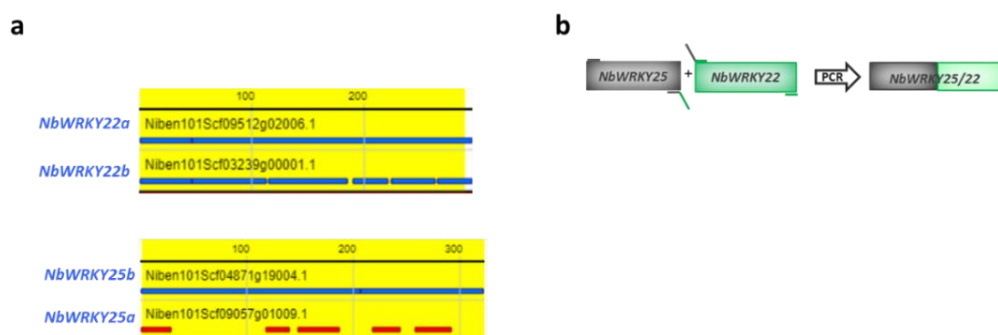 a
b
NbWRKY25
+
NbWRKY22
PCR
NbWRKY25/22
100
200
NbWRKY22a
Niben101Scf09512g02006.1
NbWRKY22b
Niben101Scf03239g00001.1
100
200
300
NbWRKY25b
Niben101Scf04871g19004.1
NbWRKY25a
Niben101Scf09057g01009.1